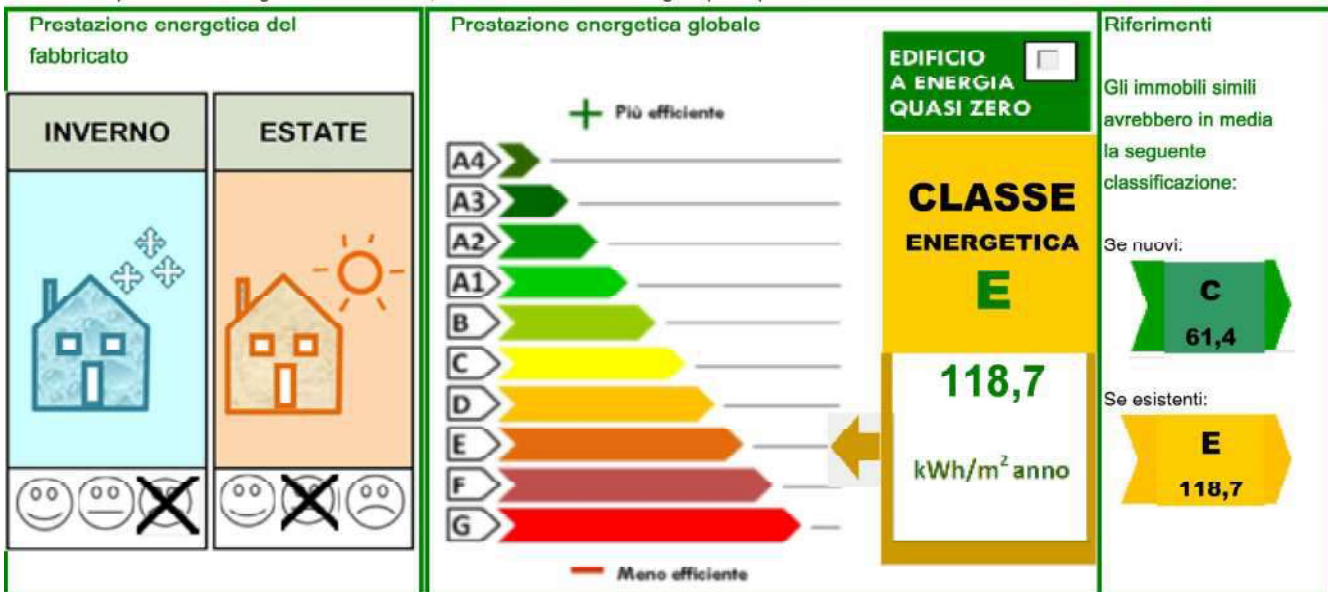 Prestazione energetica del
fabbricato
INVERNO
ESTATE
Prestazione energetica globale
Più efficiente
A4
A3
A2
A1
B
C
D
E
F
G
Meno efficiente
EDIFICIO
A ENERGIA
QUASI ZERO
CLASSE
ENERGETICA
E
118,7
kWh/m² anno
Riferimenti
Gli immobili simili
avrebbero in media
la seguente
classificazione:
Se nuovi:
C
61,4
Se esistenti:
E
118,7